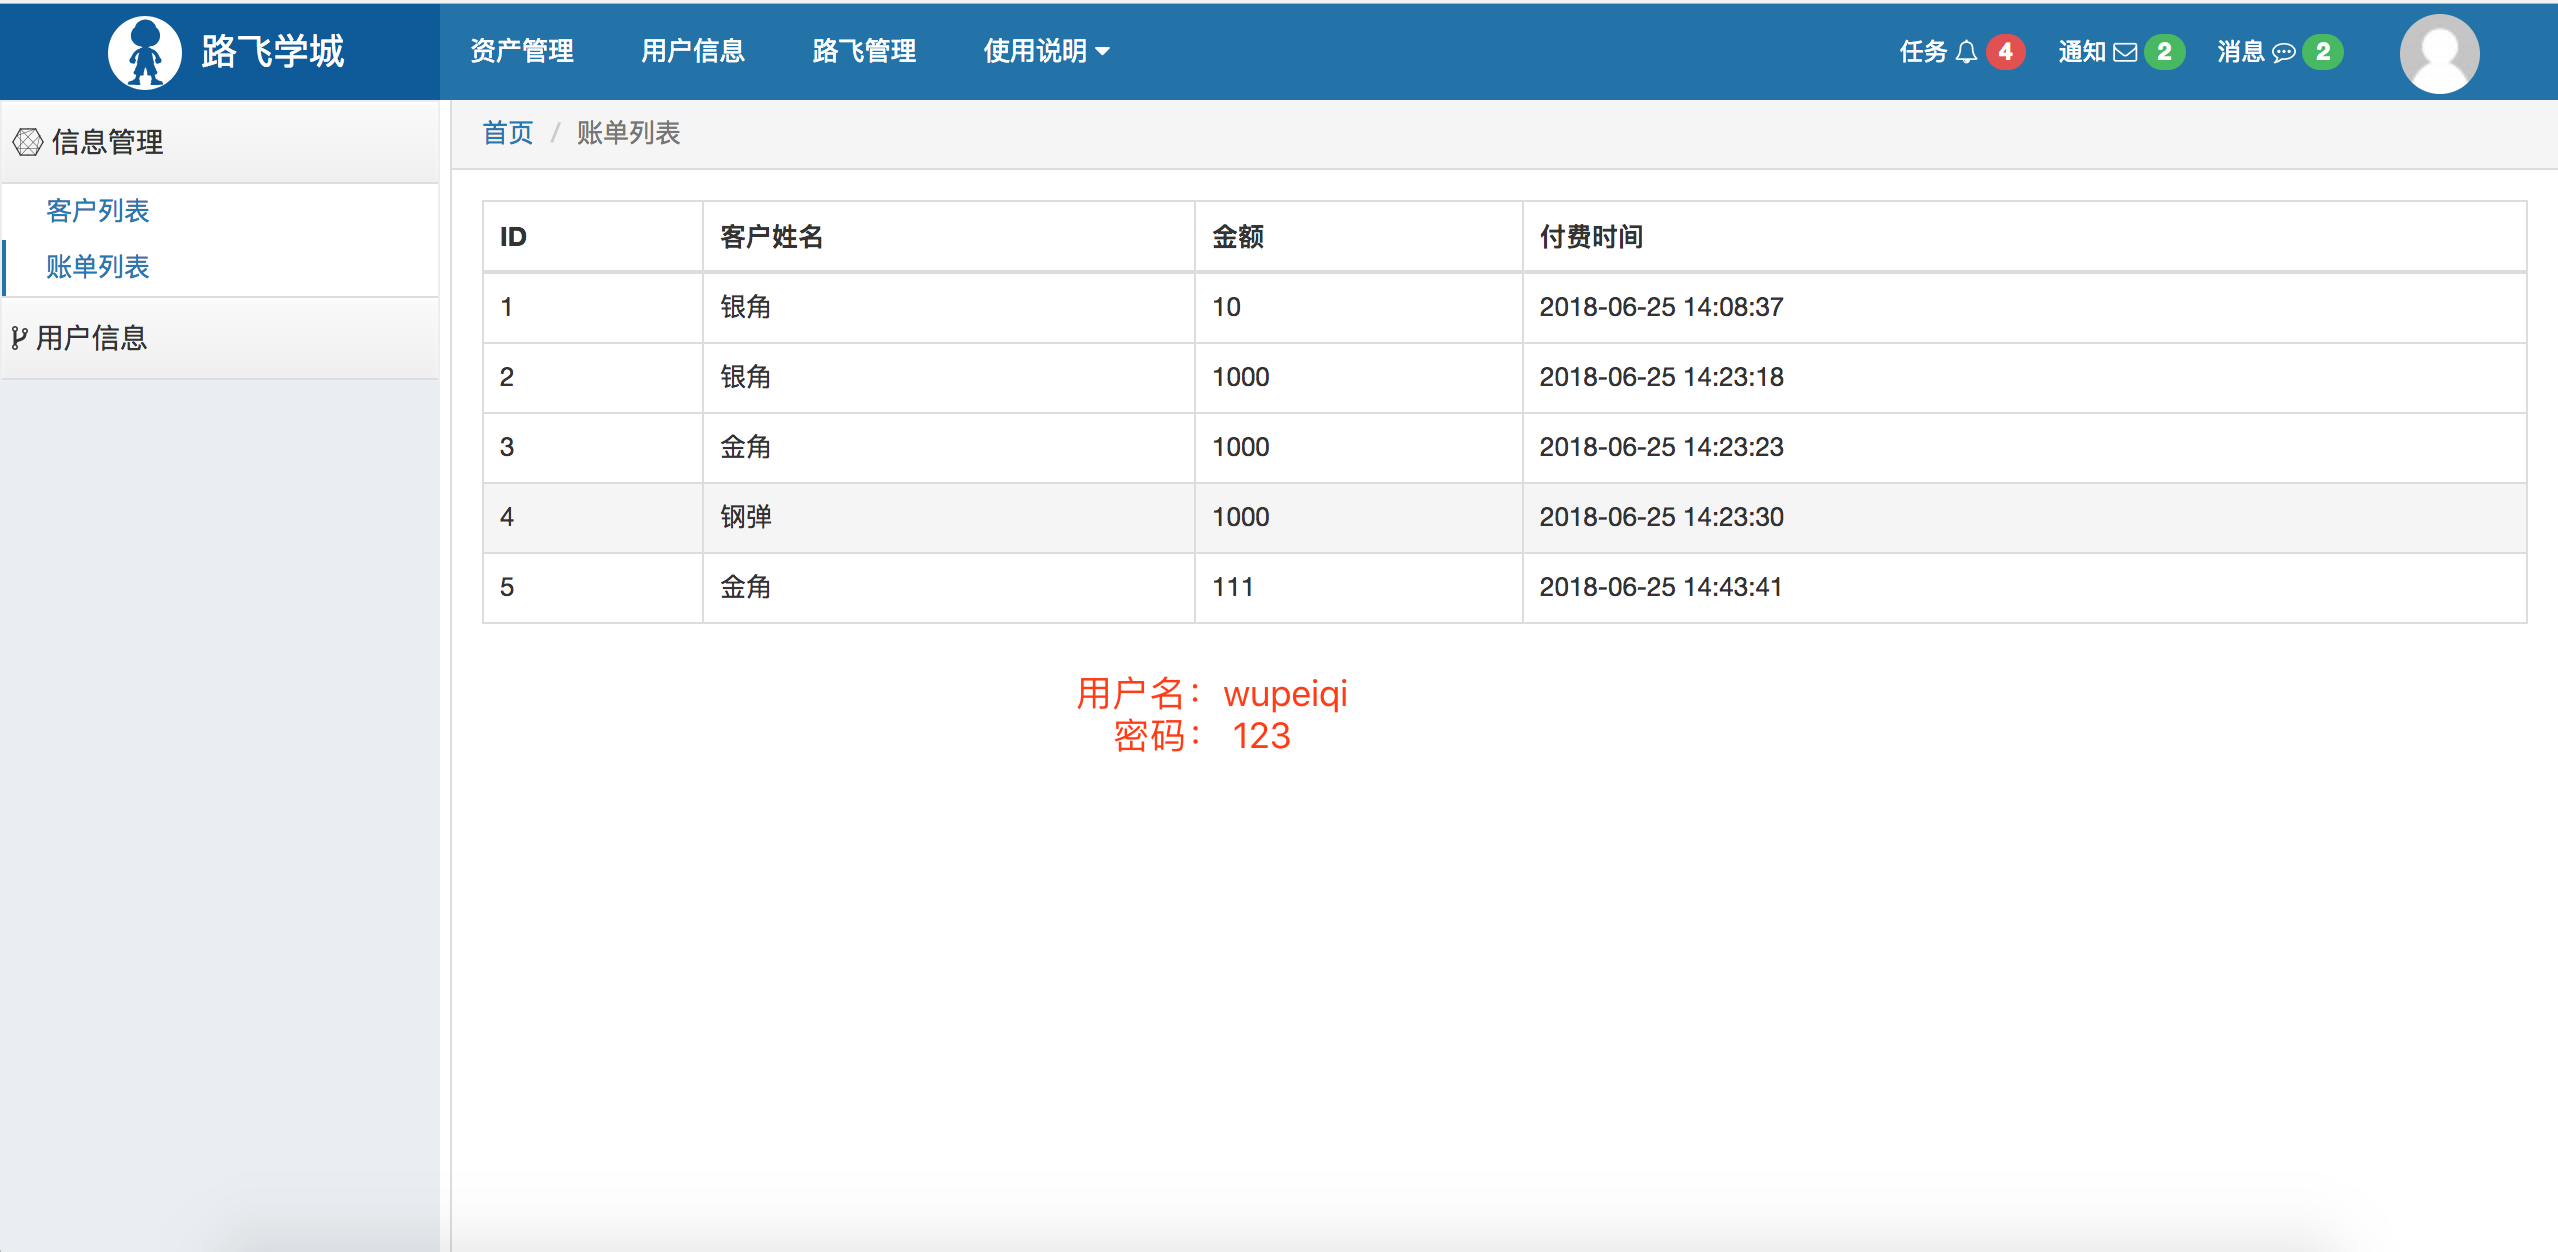 路飞学城 资产管理 用户信息 路飞管理 使用说明 任务 4 通知 2 消息 2
信息管理
客户列表
账单列表
用户信息
首页 / 账单列表
ID 客户姓名 金额 付费时间
1 银角 10 2018-06-25 14:08:37
2 银角 1000 2018-06-25 14:23:18
3 金角 1000 2018-06-25 14:23:23
4 钢弹 1000 2018-06-25 14:23:30
5 金角 111 2018-06-25 14:43:41
用户名：wupeiqi
密码： 123